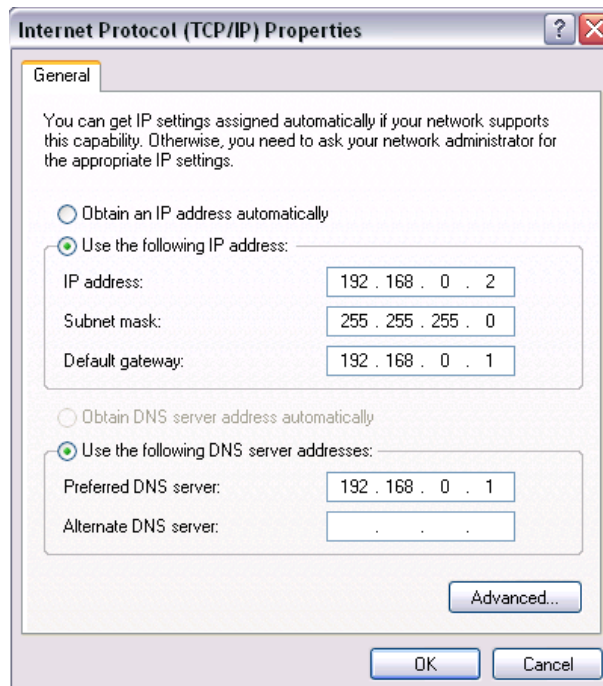 Internet Protocol (TCP/IP) Properties
General
You can get IP settings assigned automatically if your network supports
this capability. Otherwise, you need to ask your network administrator for
the appropriate IP settings.
Obtain an IP address automatically
Use the following IP address:
IP address: 192 . 168 . 0 . 2
Subnet mask: 255 . 255 . 255 . 0
Default gateway: 192 . 168 . 0 . 1
Obtain DNS server address automatically
Use the following DNS server addresses:
Preferred DNS server: 192 . 168 . 0 . 1
Alternate DNS server: . . .
Advanced...
OK Cancel